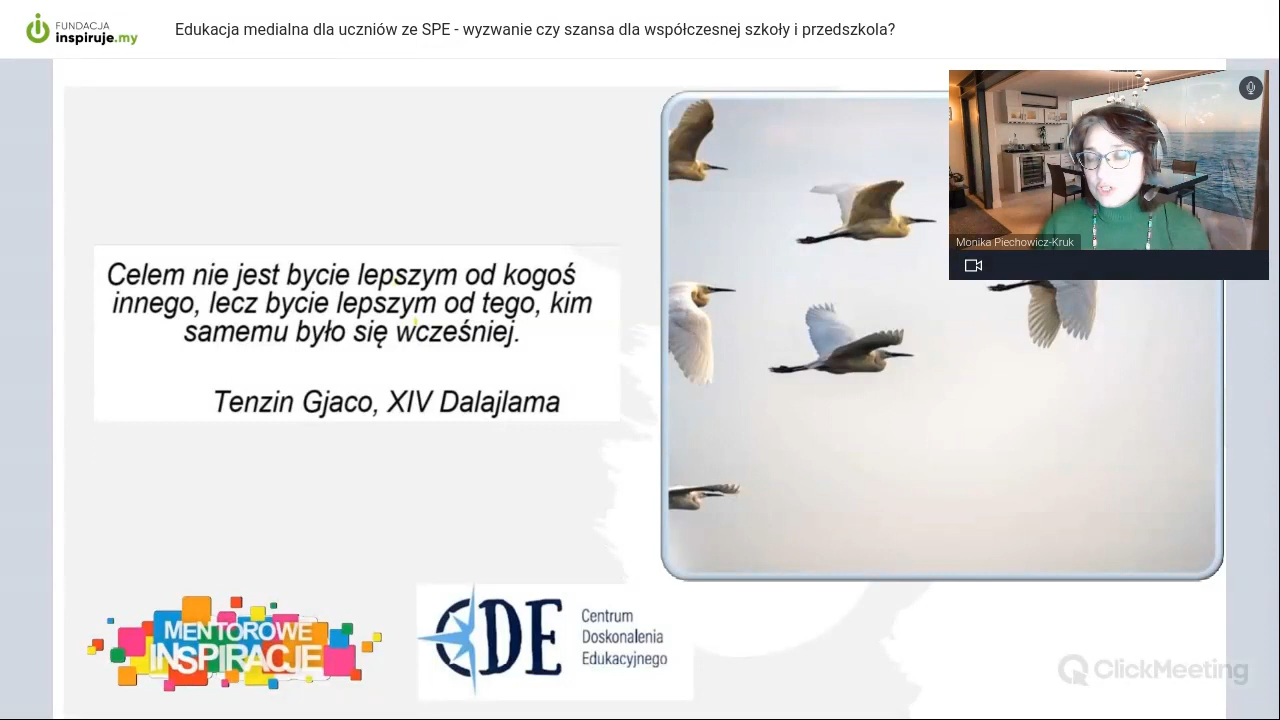 FUNDACJA
inspiruje.my
Edukacja medialna dla uczniów ze SPE - wyzwanie czy szansa dla współczesnej szkoły i przedszkola?
Monika Piechowicz-Kruk
Celem nie jest bycie lepszym od kogoś
innego, lecz bycie lepszym od tego, kim
samemu było się wcześniej.
Tenzin Gjaco, XIV Dalajlama
MENTOROWE
INSPIRACJE
CDE
Centrum
Doskonalenia
Edukacyjnego
ClickMeeting